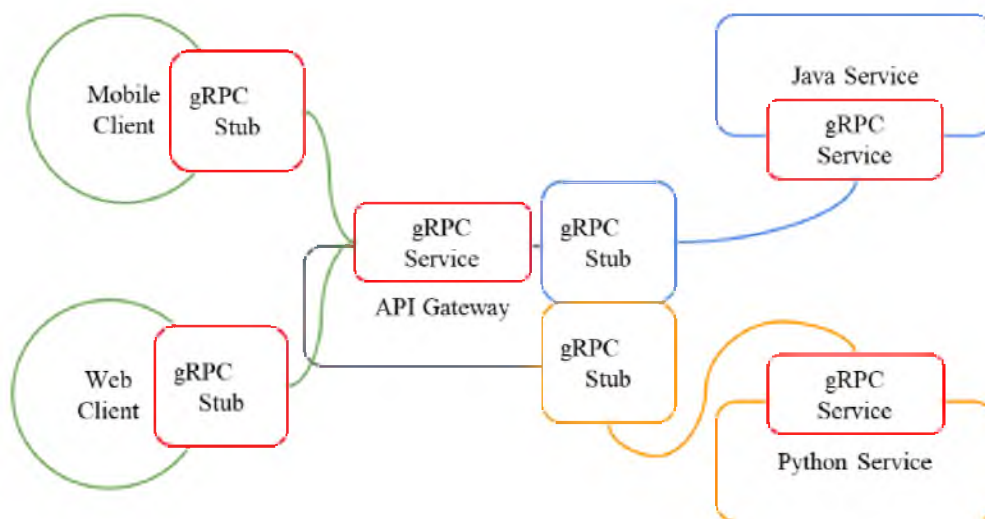 Mobile
Client
gRPC
Stub
Java Service
gRPC
Service
gRPC
Service
API Gateway
gRPC
Stub
gRPC
Stub
Web
Client
gRPC
Stub
gRPC
Service
Python Service